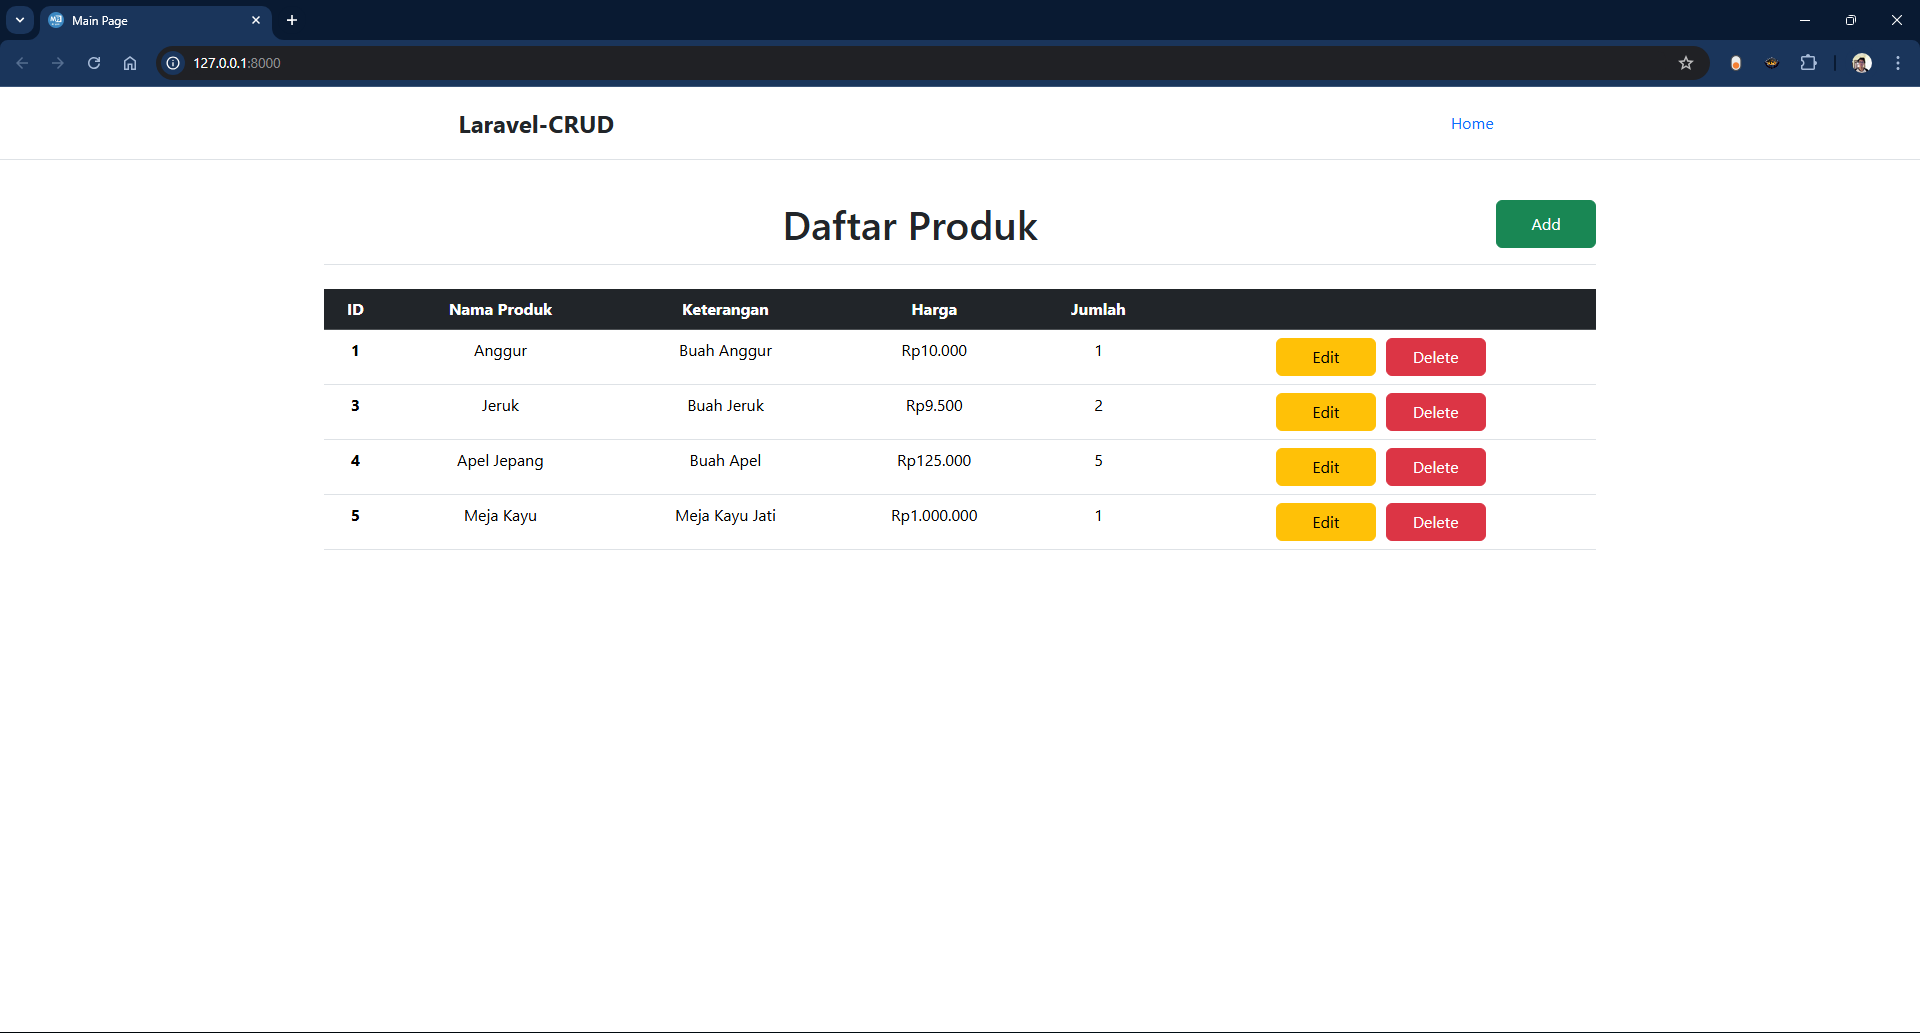 Main Page
127.0.0.1:8000
Laravel-CRUD Home
Daftar Produk Add
ID Nama Produk Keterangan Harga Jumlah
1 Anggur Buah Anggur Rp10.000 1 Edit Delete
3 Jeruk Buah Jeruk Rp9.500 2 Edit Delete
4 Apel Jepang Buah Apel Rp125.000 5 Edit Delete
5 Meja Kayu Meja Kayu Jati Rp1.000.000 1 Edit Delete